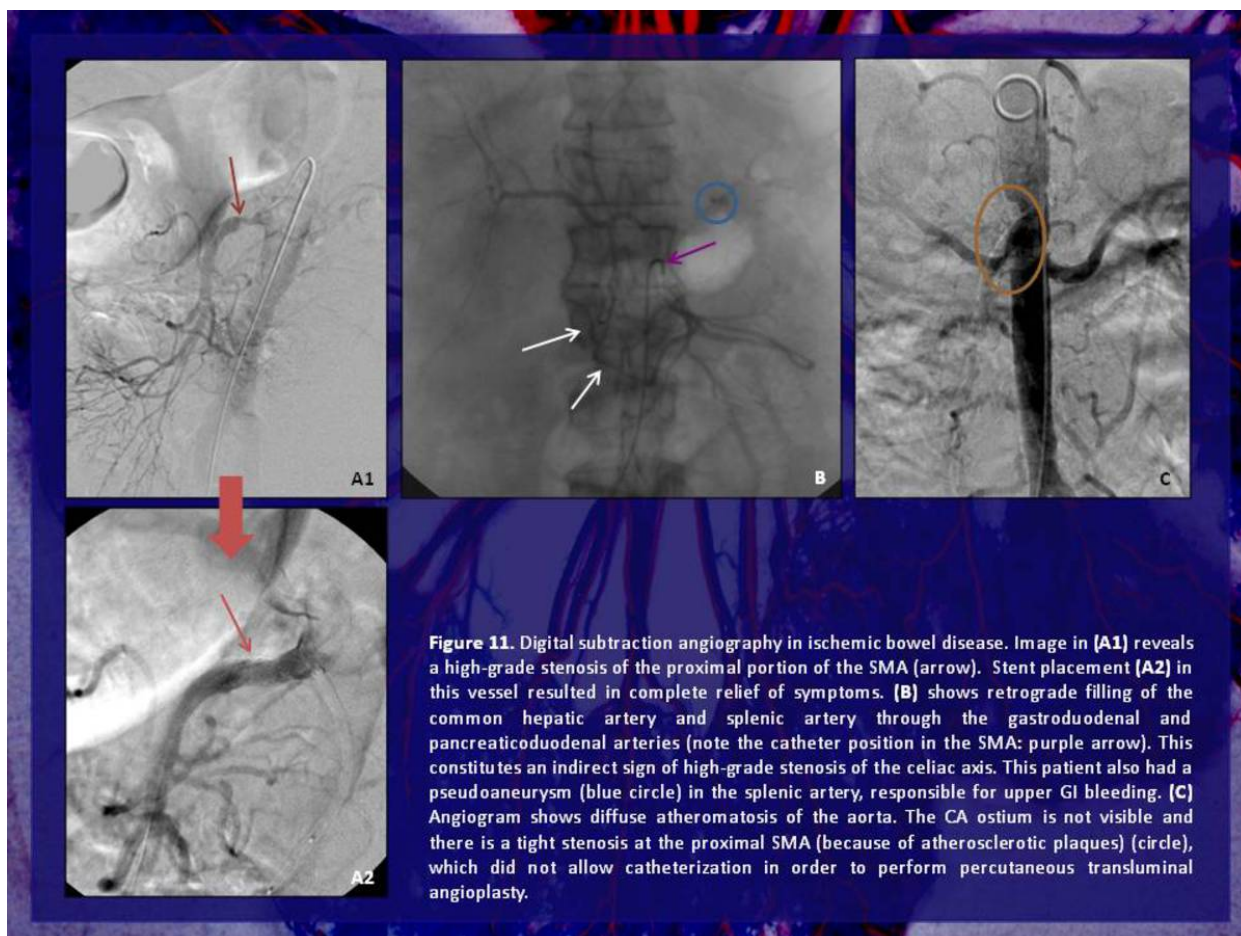 A1
B
C
A2
Figure 11. Digital subtraction angiography in ischemic bowel disease. Image in (A1) reveals
a high-grade stenosis of the proximal portion of the SMA (arrow). Stent placement (A2) in
this vessel resulted in complete relief of symptoms. (B) shows retrograde filling of the
common hepatic artery and splenic artery through the gastroduodenal and
pancreaticoduodenal arteries (note the catheter position in the SMA: purple arrow). This
constitutes an indirect sign of high-grade stenosis of the celiac axis. This patient also had a
pseudoaneurysm (blue circle) in the splenic artery, responsible for upper GI bleeding. (C)
Angiogram shows diffuse atheromatosis of the aorta. The CA ostium is not visible and
there is a tight stenosis at the proximal SMA (because of atherosclerotic plaques) (circle),
which did not allow catheterization in order to perform percutaneous transluminal
angioplasty.